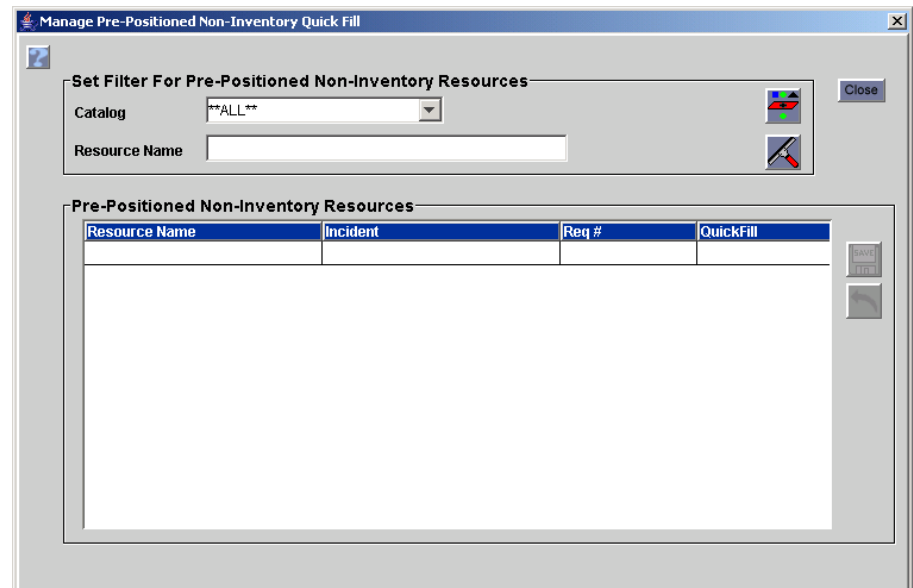 Manage Pre-Positioned Non-Inventory Quick Fill
?
Set Filter For Pre-Positioned Non-Inventory Resources
Close
Catalog **ALL**
Resource Name
Pre-Positioned Non-Inventory Resources
Resource Name Incident Req # QuickFill
SAVE